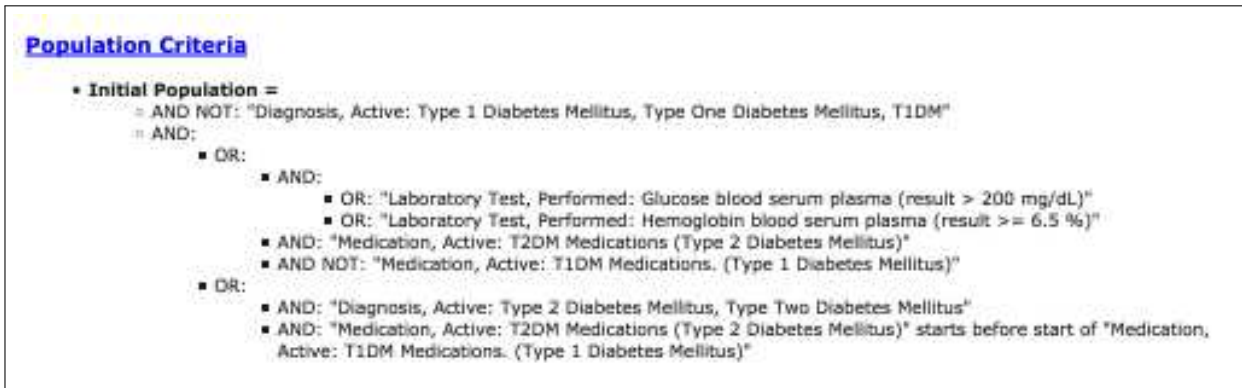 Population Criteria
• Initial Population =
▫ AND NOT: "Diagnosis, Active: Type 1 Diabetes Mellitus, Type One Diabetes Mellitus, T1DM"
▫ AND:
▪ OR:
▪ AND:
▪ OR: "Laboratory Test, Performed: Glucose blood serum plasma (result > 200 mg/dL)"
▪ OR: "Laboratory Test, Performed: Hemoglobin blood serum plasma (result >= 6.5 %)"
▪ AND: "Medication, Active: T2DM Medications (Type 2 Diabetes Mellitus)"
▪ AND NOT: "Medication, Active: T1DM Medications. (Type 1 Diabetes Mellitus)"
▪ OR:
▪ AND: "Diagnosis, Active: Type 2 Diabetes Mellitus, Type Two Diabetes Mellitus"
▪ AND: "Medication, Active: T2DM Medications (Type 2 Diabetes Mellitus)" starts before start of "Medication,
Active: T1DM Medications. (Type 1 Diabetes Mellitus)"